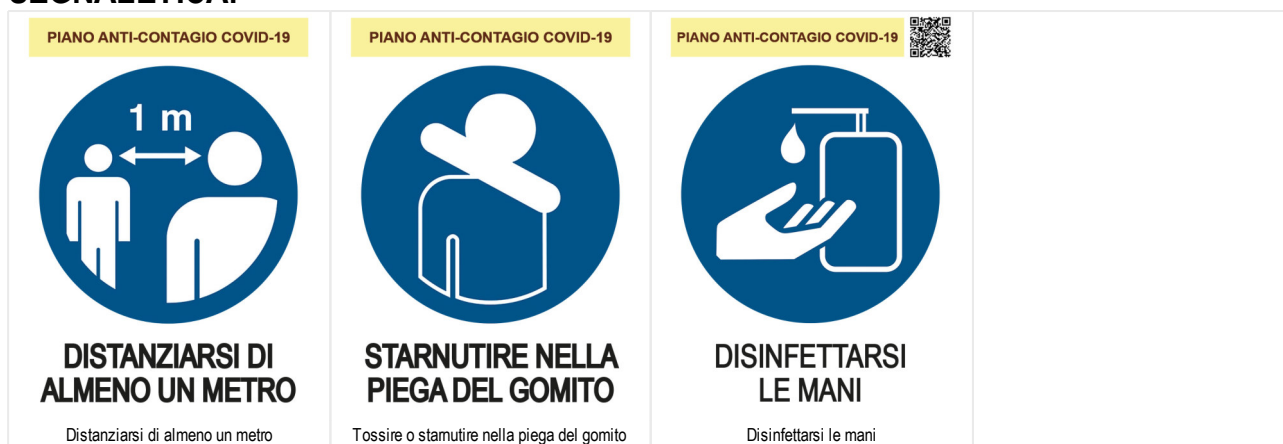 SEGNALETICA:
PIANO ANTI-CONTAGIO COVID-19
1 m
DISTANZIARSI DI
ALMENO UN METRO
Distanziarsi di almeno un metro
PIANO ANTI-CONTAGIO COVID-19
STARNUTIRE NELLA
PIEGA DEL GOMITO
Tossire o starnutire nella piega del gomito
PIANO ANTI-CONTAGIO COVID-19
DISINFETTARSI
LE MANI
Disinfettarsi le mani